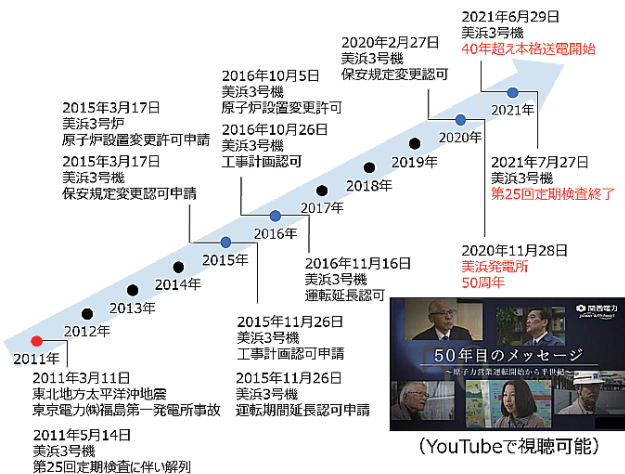 2021年6月29日
美浜3号機
40年超え本格送電開始
2020年2月27日
美浜3号機
保安規定変更認可
2016年10月5日
美浜3号機
原子炉設置変更許可
2016年10月26日
美浜3号機
工事計画認可
2015年3月17日
美浜3号炉
原子炉設置変更許可申請
2015年3月17日
美浜3号機
保安規定変更認可申請
2011年
2012年
2013年
2014年
2015年
2016年
2017年
2018年
2019年
2020年
2021年
2021年7月27日
美浜3号機
第25回定期検査終了
2020年11月28日
美浜発電所
50周年
2016年11月16日
美浜3号機
運転延長認可
2015年11月26日
美浜3号機
工事計画認可申請
2015年11月26日
美浜3号機
運転期間延長認可申請
2011年3月11日
東北地方太平洋沖地震
東京電力㈱福島第一発電所事故
2011年5月14日
美浜3号機
第25回定期検査に伴い解列
関西電力
power with heart
50年目のメッセージ
~原子力営業運転開始から半世紀~
(YouTubeで視聴可能)